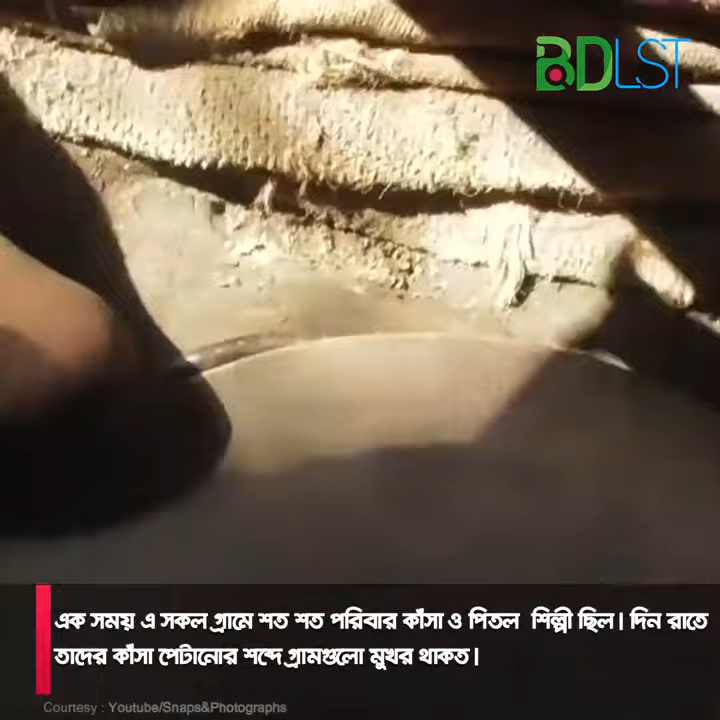 BDLST
এক সময় এ সকল গ্রামে শত শত পরিবার কাঁসা ও পিতল শিল্পী ছিল। দিন রাতে
তাদের কাঁসা পেটানোর শব্দে গ্রামগুলো মুখর থাকত।
Courtesy : Youtube/Snaps&Photographs